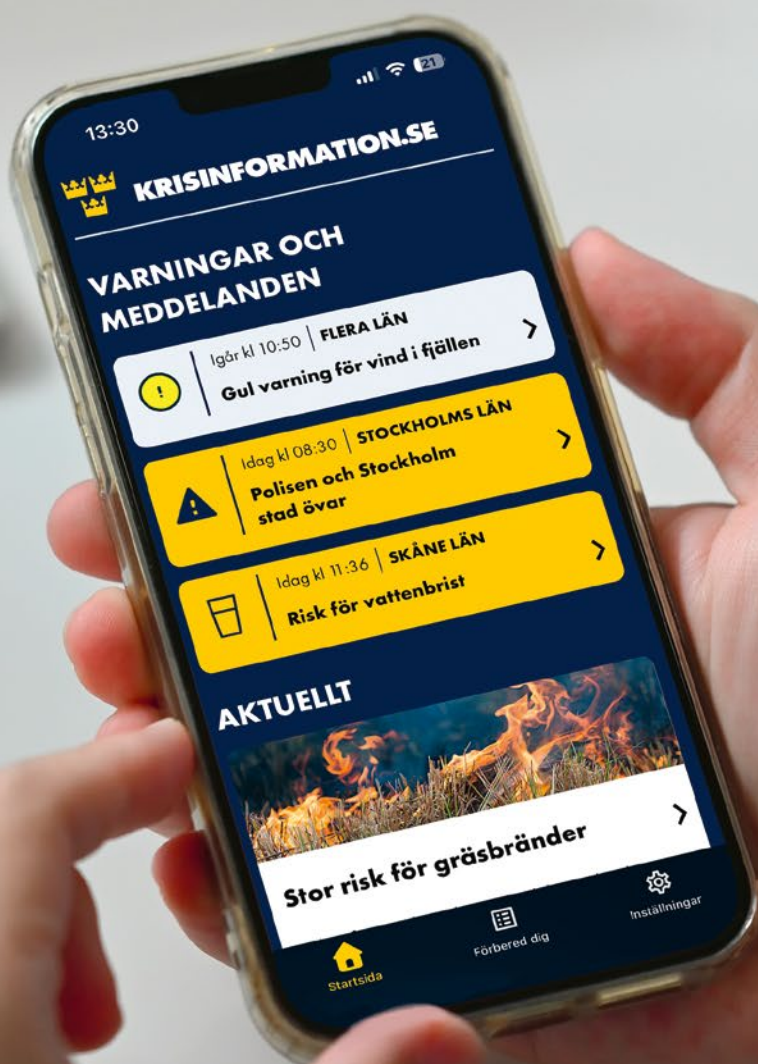 13:30
21
KRISINFORMATION.SE
VARNINGAR OCH
MEDDELANDEN
Igår kl 10:50 | FLERA LÄN
Gul varning för vind i fjällen
Idag kl 08:30 | STOCKHOLMS LÄN
Polisen och Stockholm
stad övar
Idag kl 11:36 | SKÅNE LÄN
Risk för vattenbrist
AKTUELLT
Stor risk för gräsbränder
Startsida
Förbered dig
Inställningar